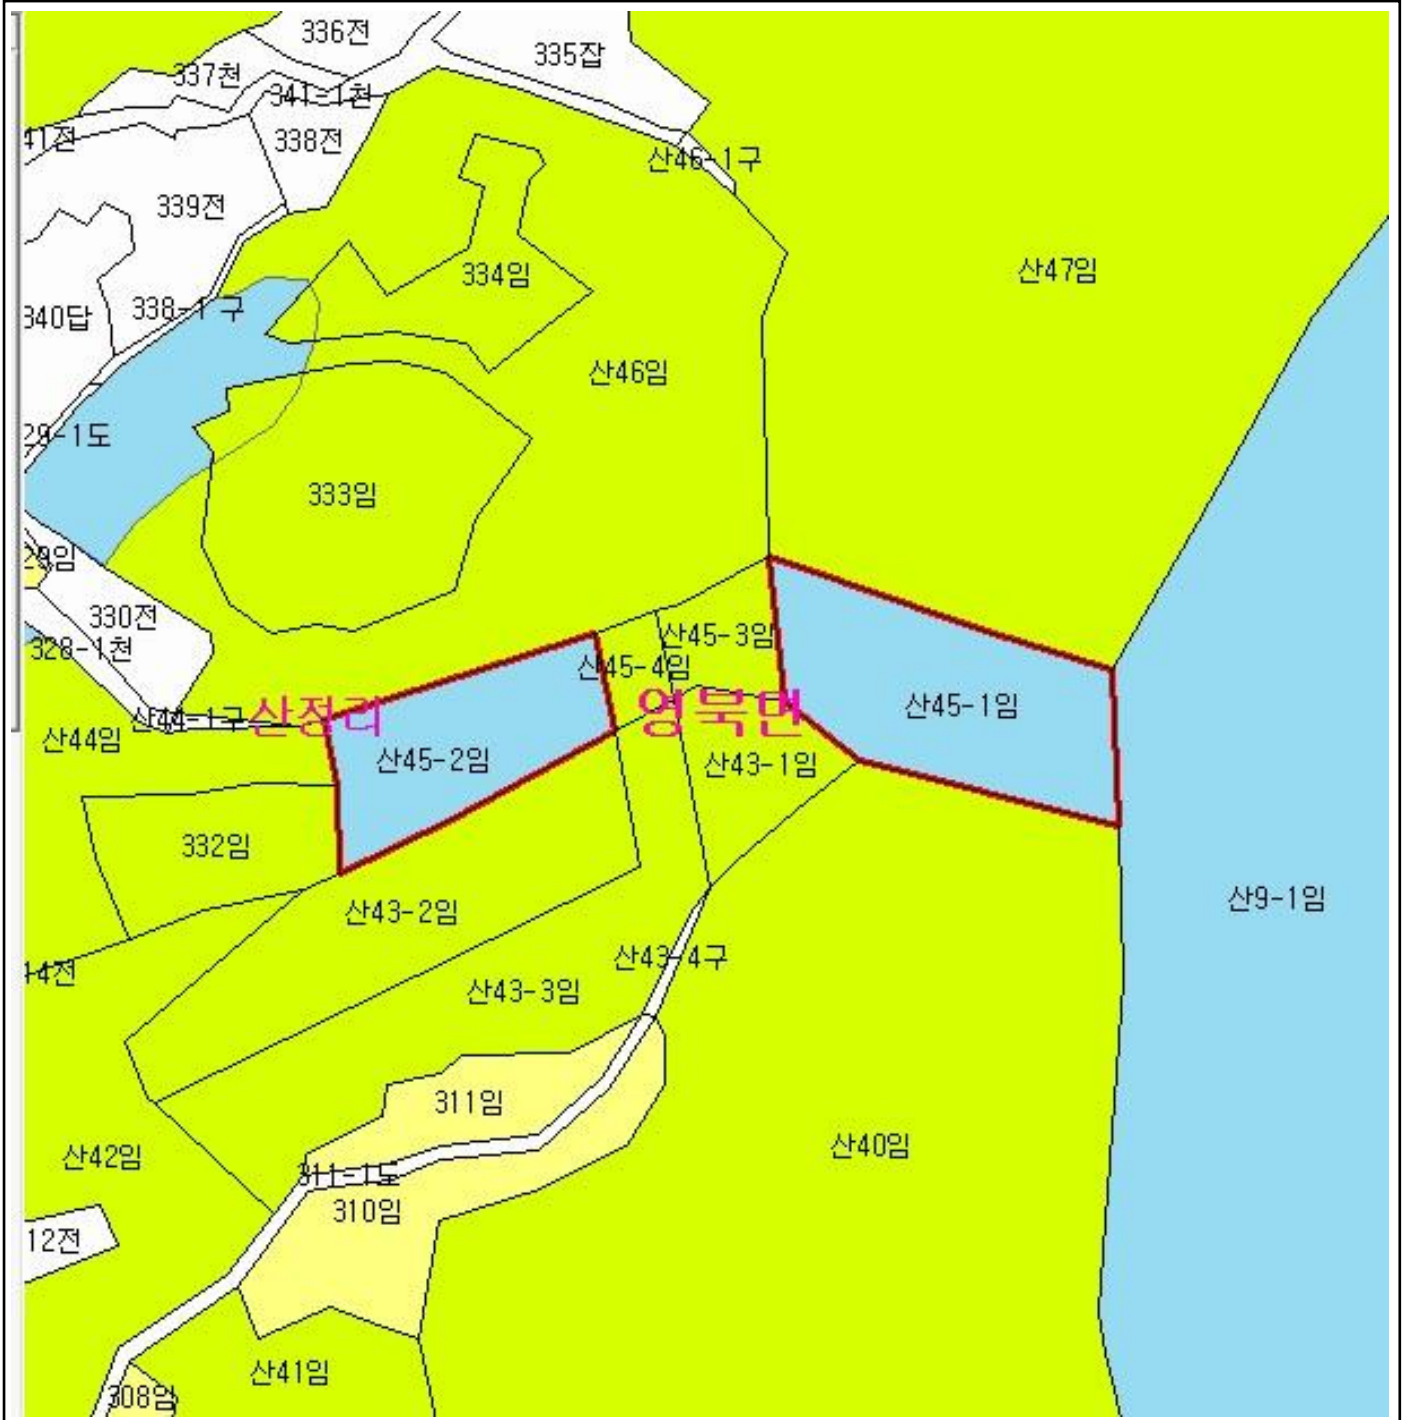 336전
335잡
337천
341-1천
41전
338전
산46-1구
339전
산47임
334임
338-1구
340답
산46임
29-1도
333임
29임
330전
328-1천
산45-3임
산45-4임
산44-1구
산정리
영북면
산45-1임
산44임
산45-2임
산43-1임
332임
산9-1임
산43-2임
산43-4구
14전
산43-3임
311임
산40임
산42임
311-1도
310임
12전
산41임
308임